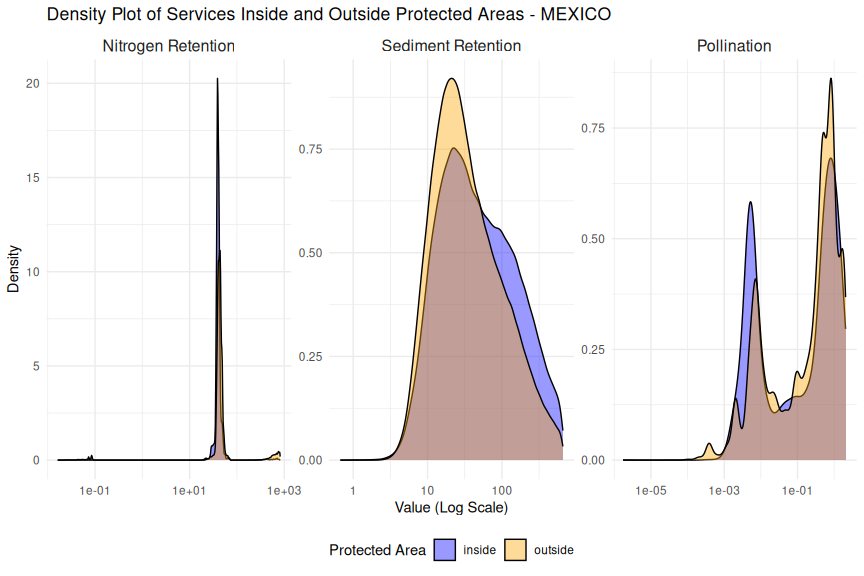 Density Plot of Services Inside and Outside Protected Areas - MEXICO
Nitrogen Retention
Sediment Retention
Pollination
Density
20
15
10
5
0
1e-01
1e+01
1e+03
0.75
0.50
0.25
0.00
1
10
100
0.75
0.50
0.25
0.00
1e-05
1e-03
1e-01
Value (Log Scale)
Protected Area
inside
outside